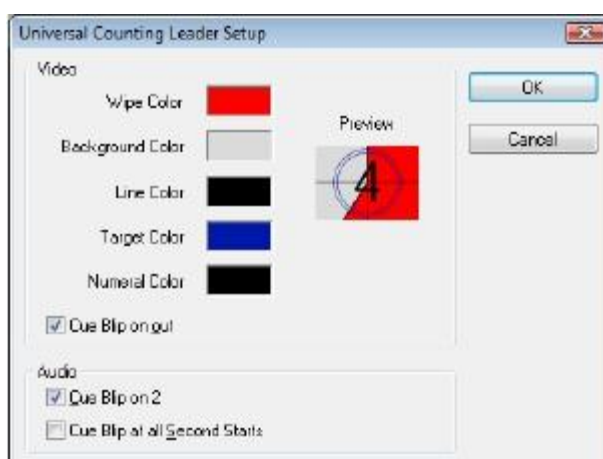 Universal Counting Leader Setup
Video
Wipe Color
Background Color
Line Color
Target Color
Numeral Color
Cue Blip on out
Preview
4
OK
Cancel
Audio
Cue Blip on 2
Cue Blip at all Second Starts